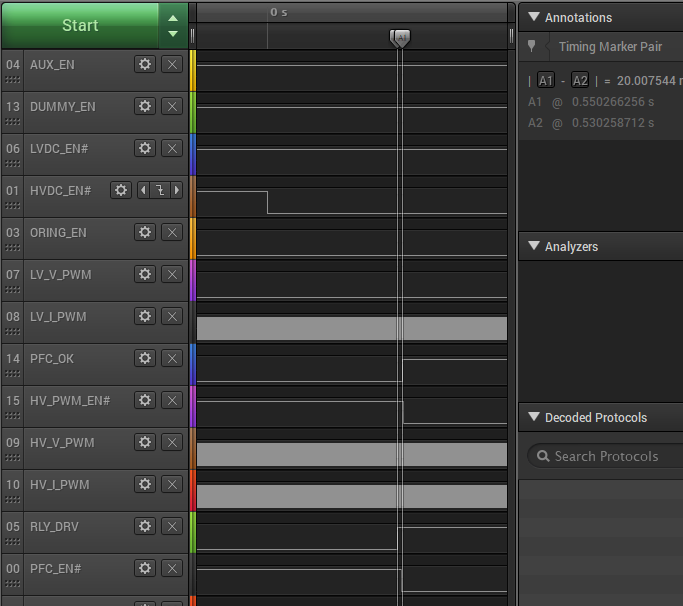 Start
0 s
Annotations
Timing Marker Pair
| A1 - A2 | = 20.007544
A1 @ 0.550266256 s
A2 @ 0.530258712 s
04 AUX_EN
13 DUMMY_EN
06 LVDC_EN#
01 HVDC_EN#
03 ORING_EN
Analyzers
07 LV_V_PWM
08 LV_I_PWM
14 PFC_OK
15 HV_PWM_EN#
Decoded Protocols
09 HV_V_PWM
Search Protocols
10 HV_I_PWM
05 RLY_DRV
00 PFC_EN#